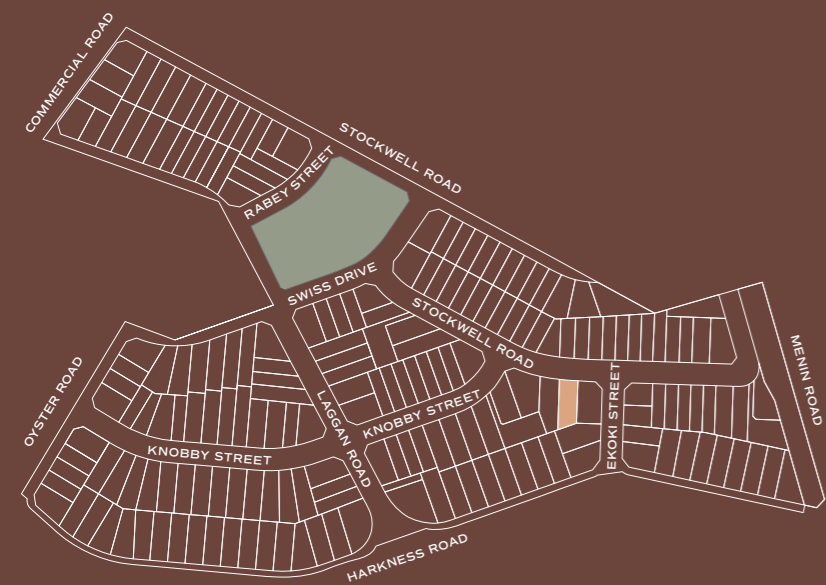 COMMERCIAL ROAD
STOCKWELL ROAD
RABEY STREET
SWISS DRIVE
STOCKWELL ROAD
MENIN ROAD
OYSTER ROAD
LAGGAN ROAD
KNOBBY STREET
EKOKI STREET
KNOBBY STREET
HARKNESS ROAD